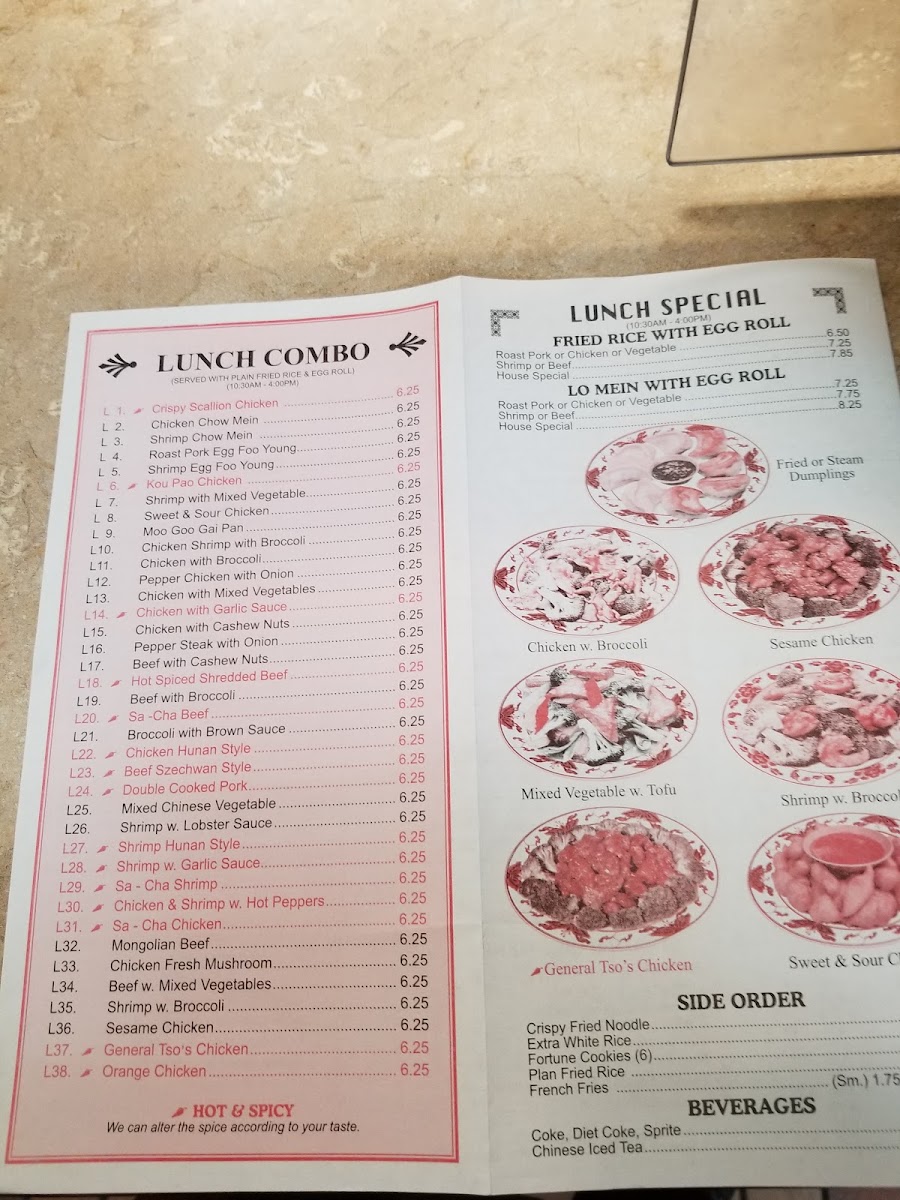 LUNCH COMBO
(SERVED WITH PLAIN FRIED RICE & EGG ROLL)
(10:30AM - 4:00PM)
L 1. Crispy Scallion Chicken 6.25
L 2. Chicken Chow Mein 6.25
L 3. Shrimp Chow Mein 6.25
L 4. Roast Pork Egg Foo Young 6.25
L 5. Shrimp Egg Foo Young 6.25
L 6. Kou Pao Chicken 6.25
L 7. Shrimp with Mixed Vegetable 6.25
L 8. Sweet & Sour Chicken 6.25
L 9. Moo Goo Gai Pan 6.25
L10. Chicken Shrimp with Broccoli 6.25
L11. Chicken with Broccoli 6.25
L12. Pepper Chicken with Onion 6.25
L13. Chicken with Mixed Vegetables 6.25
L14. Chicken with Garlic Sauce 6.25
L15. Chicken with Cashew Nuts 6.25
L16. Pepper Steak with Onion 6.25
L17. Beef with Cashew Nuts 6.25
L18. Hot Spiced Shredded Beef 6.25
L19. Beef with Broccoli 6.25
L20. Sa -Cha Beef 6.25
L21. Broccoli with Brown Sauce 6.25
L22. Chicken Hunan Style 6.25
L23. Beef Szechwan Style 6.25
L24. Double Cooked Pork 6.25
L25. Mixed Chinese Vegetable 6.25
L26. Shrimp w. Lobster Sauce 6.25
L27. Shrimp Hunan Style 6.25
L28. Shrimp w. Garlic Sauce 6.25
L29. Sa - Cha Shrimp 6.25
L30. Chicken & Shrimp w. Hot Peppers 6.25
L31. Sa - Cha Chicken 6.25
L32. Mongolian Beef 6.25
L33. Chicken Fresh Mushroom 6.25
L34. Beef w. Mixed Vegetables 6.25
L35. Shrimp w. Broccoli 6.25
L36. Sesame Chicken 6.25
L37. General Tso's Chicken 6.25
L38. Orange Chicken 6.25
HOT & SPICY
We can alter the spice according to your taste.
LUNCH SPECIAL
(10:30AM - 4:00PM)
FRIED RICE WITH EGG ROLL
Roast Pork or Chicken or Vegetable 6.50
Shrimp or Beef 7.25
House Special 7.85
LO MEIN WITH EGG ROLL
Roast Pork or Chicken or Vegetable 7.25
Shrimp or Beef 7.75
House Special 8.25
Fried or Steam
Dumplings
Chicken w. Broccoli
Sesame Chicken
Mixed Vegetable w. Tofu
Shrimp w. Broccol
General Tso's Chicken
Sweet & Sour C
SIDE ORDER
Crispy Fried Noodle
Extra White Rice
Fortune Cookies (6)
Plan Fried Rice
French Fries (Sm.) 1.75
BEVERAGES
Coke, Diet Coke, Sprite
Chinese Iced Tea